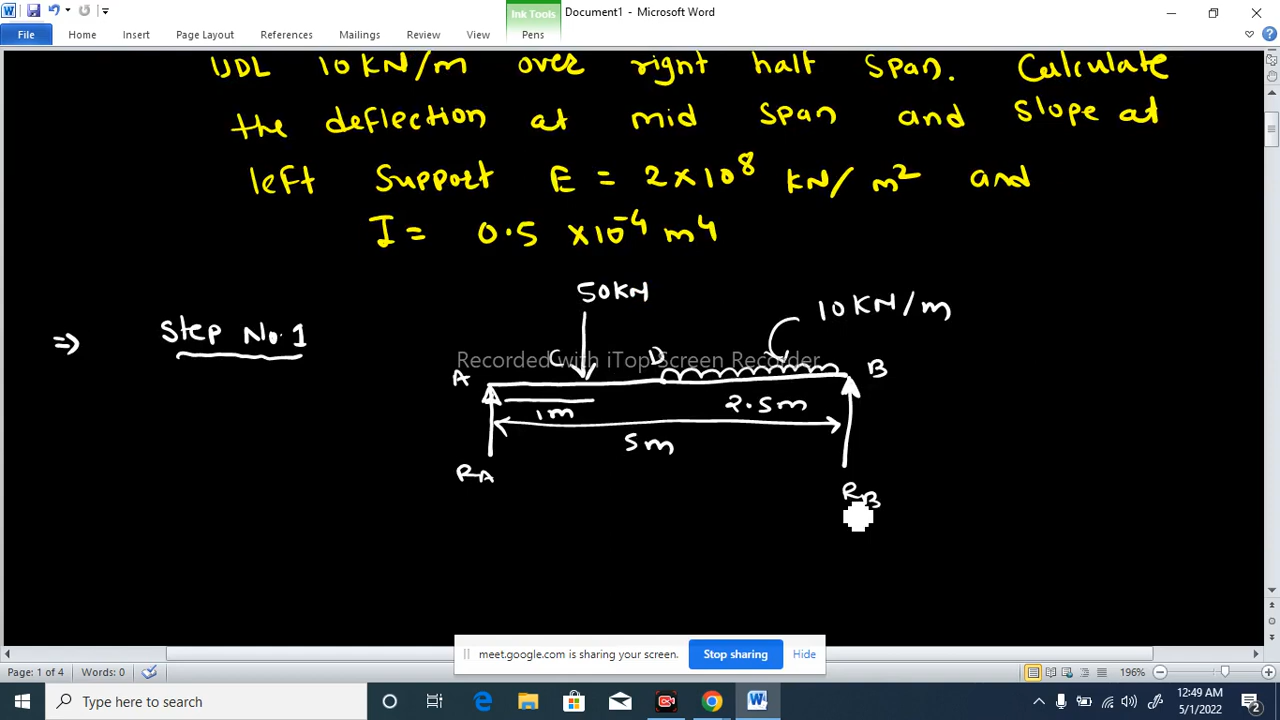 Document1 - Microsoft Word
Ink Tools
File Home Insert Page Layout References Mailings Review View Pens
UDL 10KN/m over right half span. Calculate
the deflection at mid span and slope at
left support E = 2×10⁸ kN/m² and
I = 0.5 ×10⁻⁴ m⁴
50KN
⇒ Step No.1 10KN/m
Recorded with iTop Screen Recorder
A C D B
1m 2.5m
5m
RA
RB
meet.google.com is sharing your screen. Stop sharing Hide
Page: 1 of 4 Words: 0 196%
Type here to search
12:49 AM
5/1/2022
2